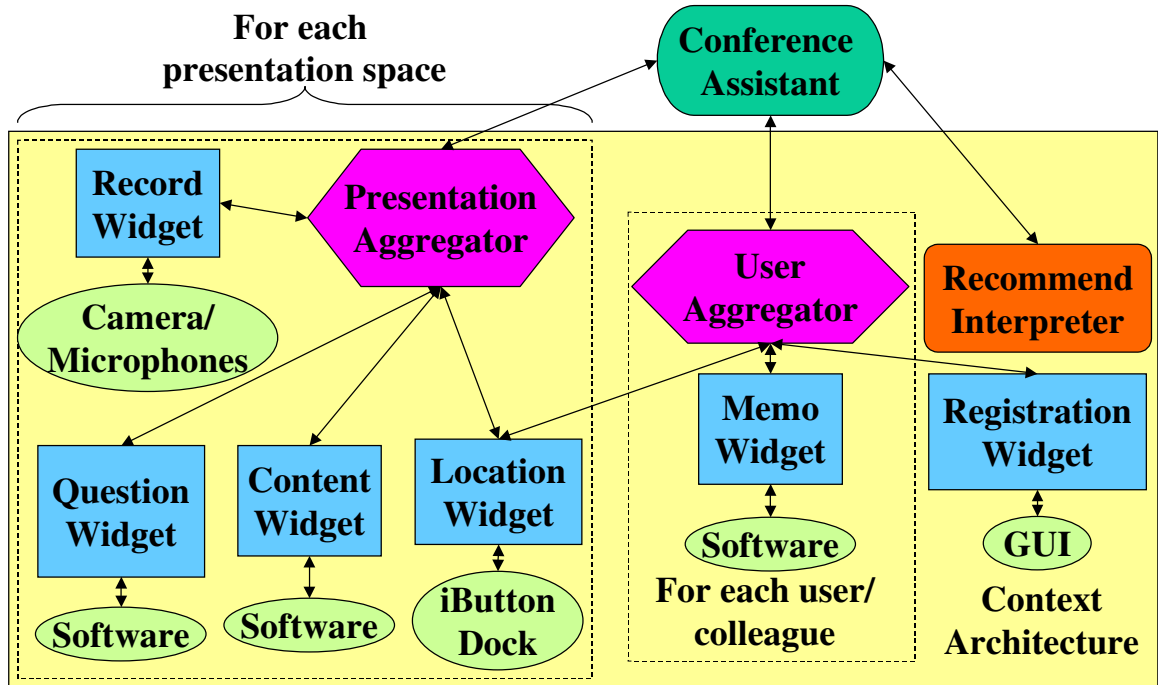 For each
presentation space
Conference
Assistant
Record
Widget
Presentation
Aggregator
Camera/
Microphones
User
Aggregator
Recommend
Interpreter
Question
Widget
Content
Widget
Location
Widget
Memo
Widget
Registration
Widget
Software
Software
iButton
Dock
Software
GUI
For each user/
colleague
Context
Architecture